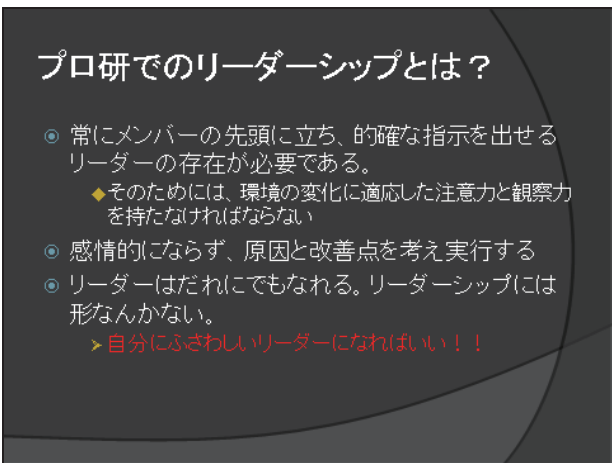 プロ研でのリーダーシップとは？
常にメンバーの先頭に立ち、的確な指示を出せる
リーダーの存在が必要である。
そのためには、環境の変化に適応した注意力と観察力
を持たなければならない
感情的にならず、原因と改善点を考え実行する
リーダーはだれにでもなれる。リーダーシップには
形なんかない。
自分にふさわしいリーダーになればいい！！